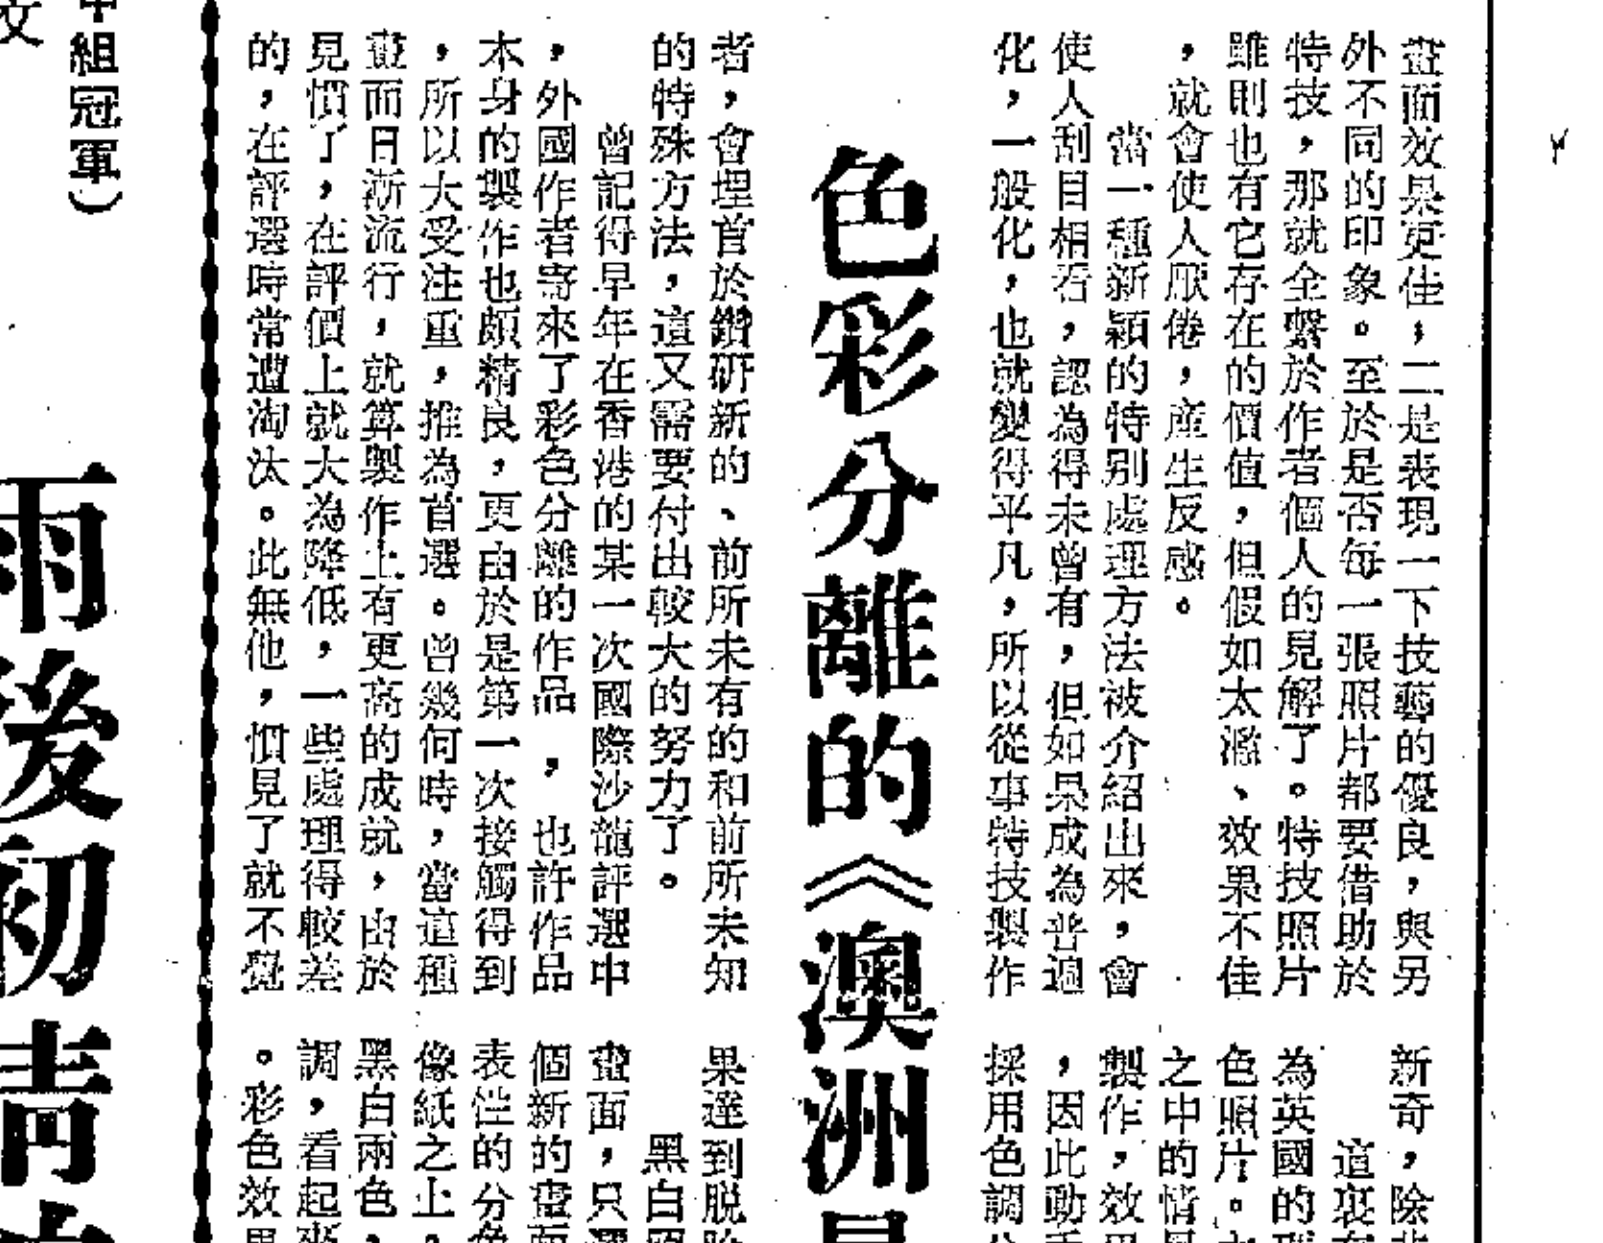 畫面效果更佳；二是表現一下技藝的優良，與另
外不同的印象。至於是否每一張照片都要借助於
特技，那就全繫於作者個人的見解了。特技照片
雖則也有它存在的價值，但假如太濫、效果不佳
，就會使人厭倦，產生反感。
當一種新穎的特別處理方法被介紹出來，會
使人刮目相看，認為得未曾有，但如果成為普遍
化，一般化，也就變得平凡，所以從事特技製作
色彩分離的《澳洲
者，會埋首於鑽研新的、前所未有的和前所未知
的特殊方法，這又需要付出較大的努力了。
曾記得早年在香港的某一次國際沙龍評選中
，外國作者寄來了彩色分離的作品，也許作品
本身的製作也頗精良，更由於是第一次接觸得到
，所以大受注重，推為首選。曾幾何時，當這種
畫面日漸流行，就算製作上有更高的成就，由於
見慣了，在評價上就大為降低，一些處理得較差
的，在評選時常遭淘汰。此無他，慣見了就不覺
新奇，除
這裏
為英國的
色照片。
之中的情
製作，效
，因此動
採用色調
果達到脱
黑白
畫面，只
個新的畫
表性的分
像紙之上。
黑白兩色，
調，看起來
。彩色效果
組冠軍）
文
雨後初